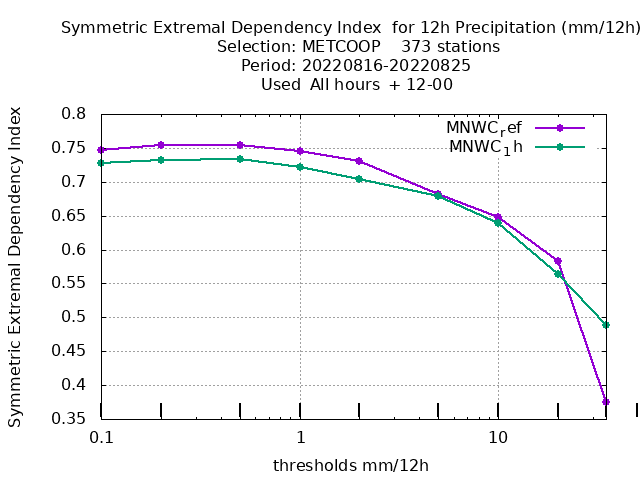 Symmetric Extremal Dependency Index  for 12h Precipitation (mm/12h)
Selection: METCOOP    373 stations
Period: 20220816-20220825
Used  All hours  + 12-00
Symmetric Extremal Dependency Index
0.8
0.75
0.7
0.65
0.6
0.55
0.5
0.45
0.4
0.35
MNWC_ref
MNWC_1h
0.1
1
10
thresholds mm/12h